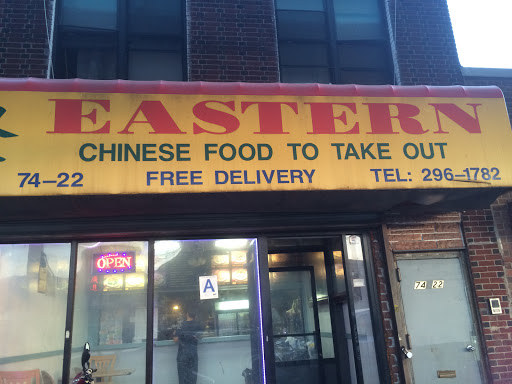 EASTERN
CHINESE FOOD TO TAKE OUT
74-22 FREE DELIVERY TEL: 296-1782
OPEN
A
74 22